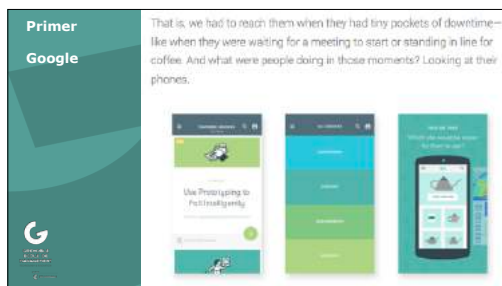 Primer
Google
That is, we had to reach them when they had tiny pockets of downtime—
like when they were waiting for a meeting to start or standing in line for
coffee. And what were people doing in those moments? Looking at their
phones.
Use Prototyping to
Fail Intelligently